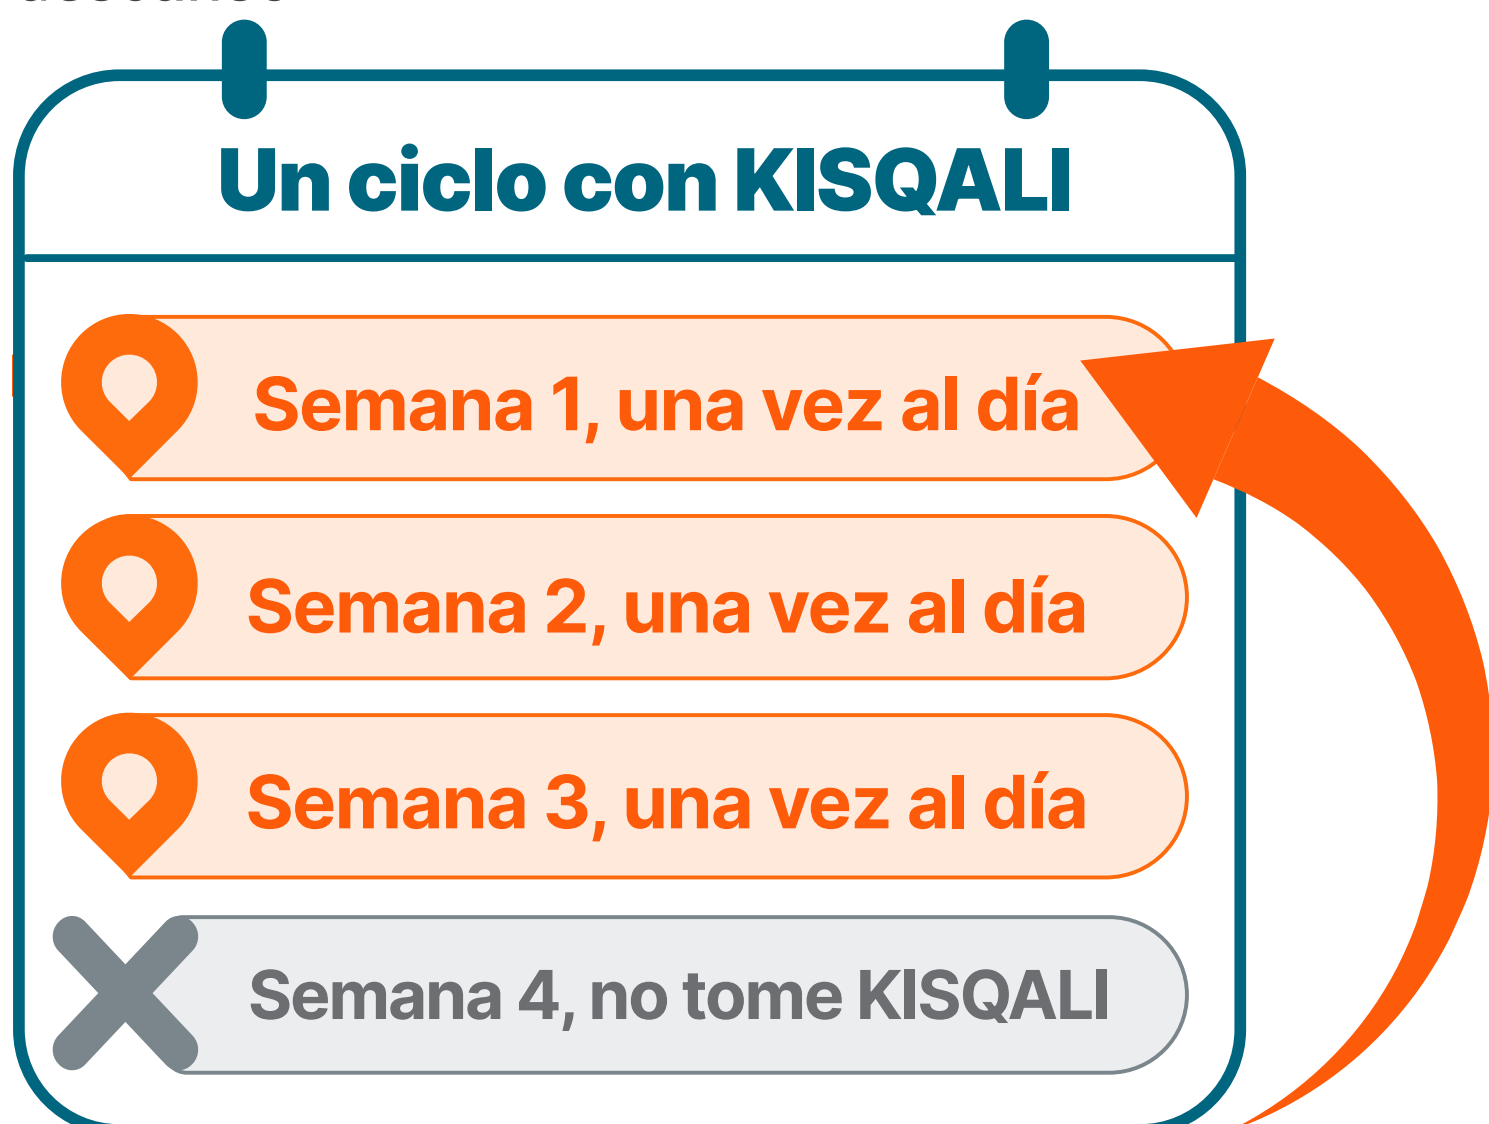 Un ciclo con KISQALI
Semana 1, una vez al día
Semana 2, una vez al día
Semana 3, una vez al día
Semana 4, no tome KISQALI